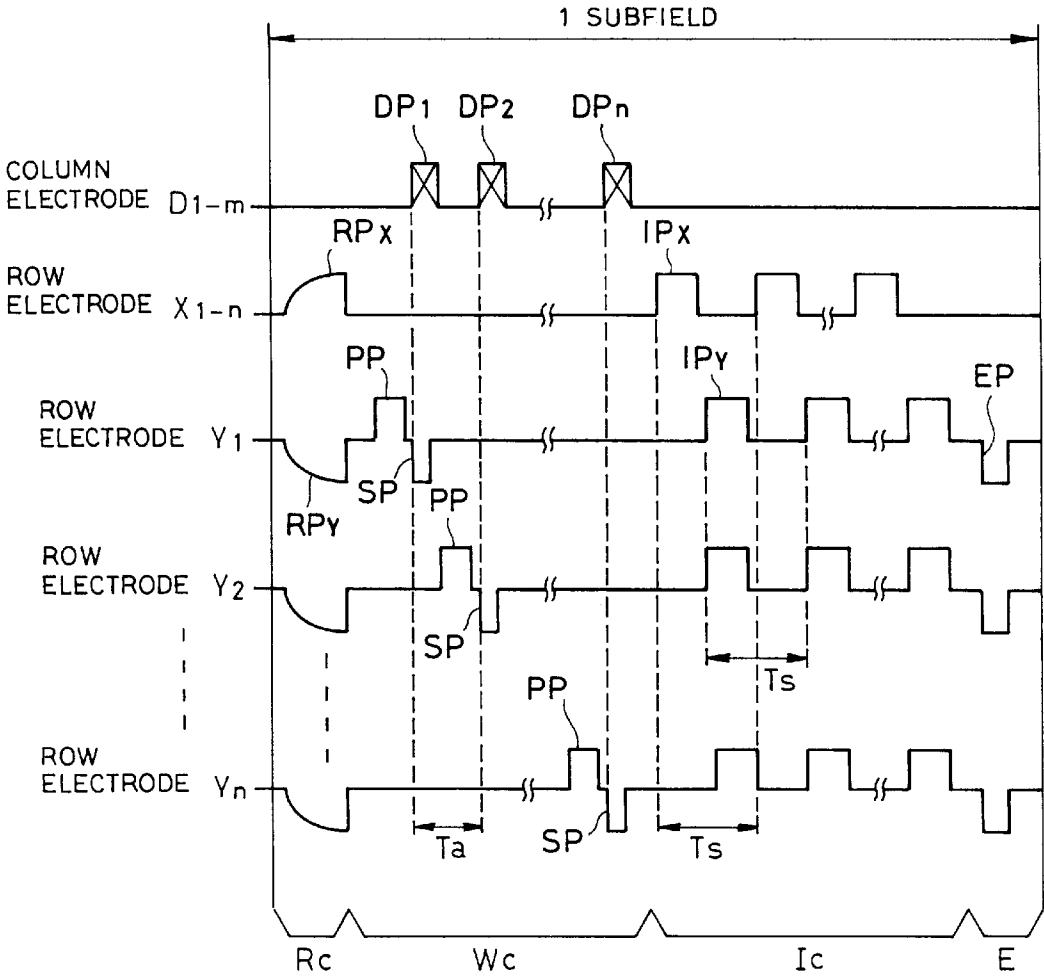 1 SUBFIELD
DP1 DP2 DPn
COLUMN
ELECTRODE D1-m
RPX IPX
ROW
ELECTRODE X1-n
PP IPY EP
ROW
ELECTRODE Y1
SP PP
RPY
ROW
ELECTRODE Y2
SP
Ts
PP
ROW
ELECTRODE Yn
Ta SP Ts
Rc Wc Ic E